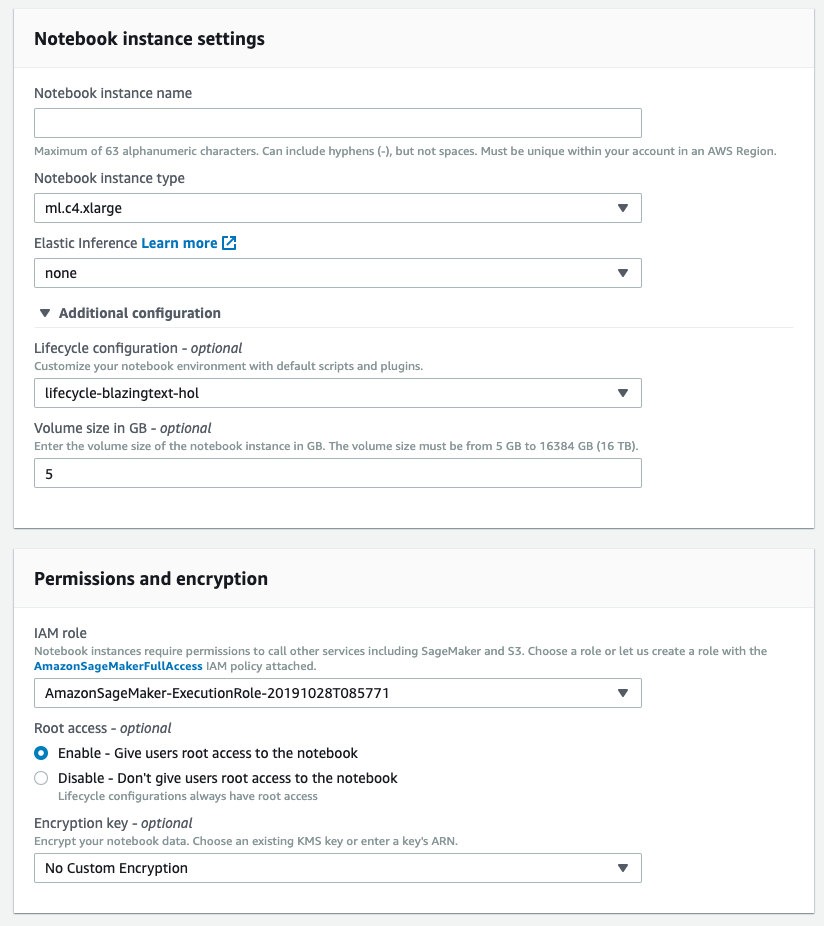 Notebook instance settings
Notebook instance name
Maximum of 63 alphanumeric characters. Can include hyphens (-), but not spaces. Must be unique within your account in an AWS Region.
Notebook instance type
ml.c4.xlarge
Elastic Inference Learn more
none
Additional configuration
Lifecycle configuration - optional
Customize your notebook environment with default scripts and plugins.
lifecycle-blazingtext-hol
Volume size in GB - optional
Enter the volume size of the notebook instance in GB. The volume size must be from 5 GB to 16384 GB (16 TB).
5
Permissions and encryption
IAM role
Notebook instances require permissions to call other services including SageMaker and S3. Choose a role or let us create a role with the
AmazonSageMakerFullAccess IAM policy attached.
AmazonSageMaker-ExecutionRole-20191028T085771
Root access - optional
Enable - Give users root access to the notebook
Disable - Don't give users root access to the notebook
Lifecycle configurations always have root access
Encryption key - optional
Encrypt your notebook data. Choose an existing KMS key or enter a key's ARN.
No Custom Encryption